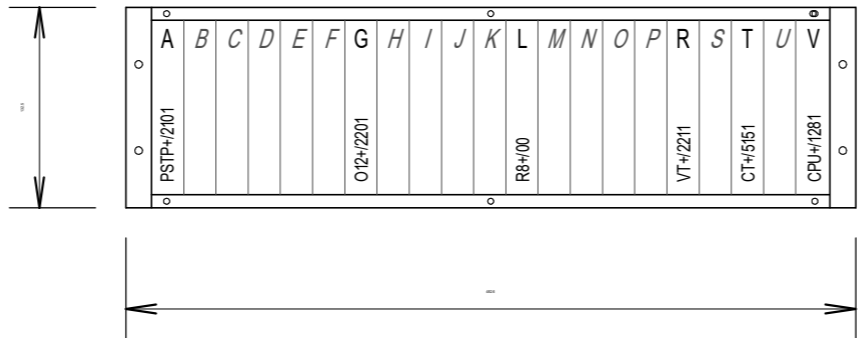 A B C D E F G H I J K L M N O P R S T U V
PSTP+/2101
O12+/2201
R8+/00
VT+/2211
CT+/5151
CPU+/1281